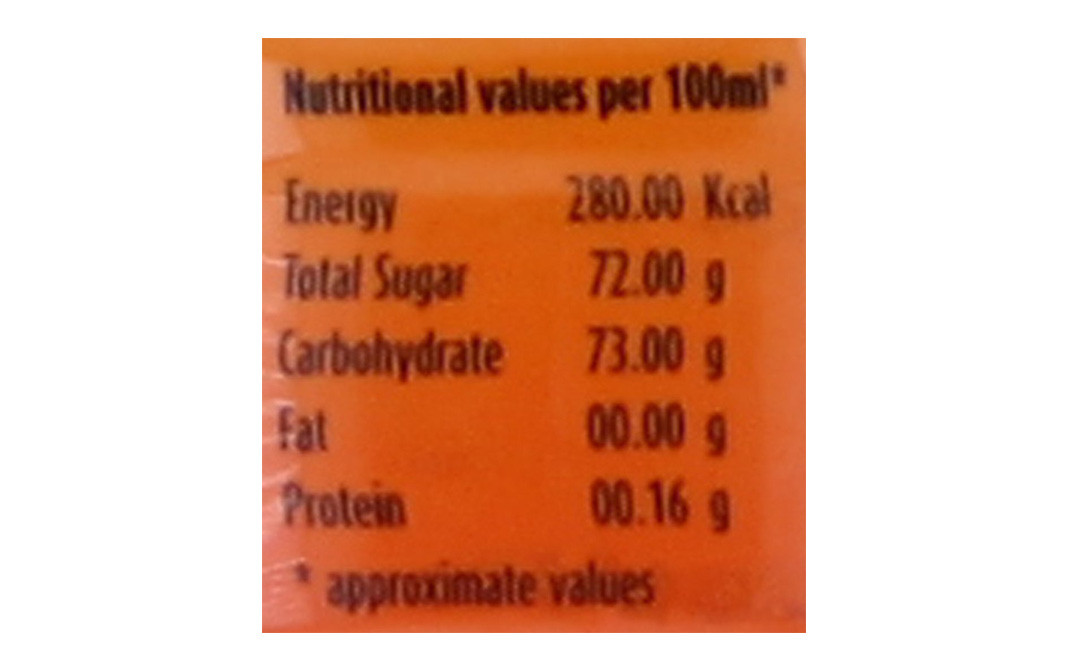 Nutritional values per 100ml*
Energy 280.00 Kcal
Total Sugar 72.00 g
Carbohydrate 73.00 g
Fat 00.00 g
Protein 00.16 g
* approximate values